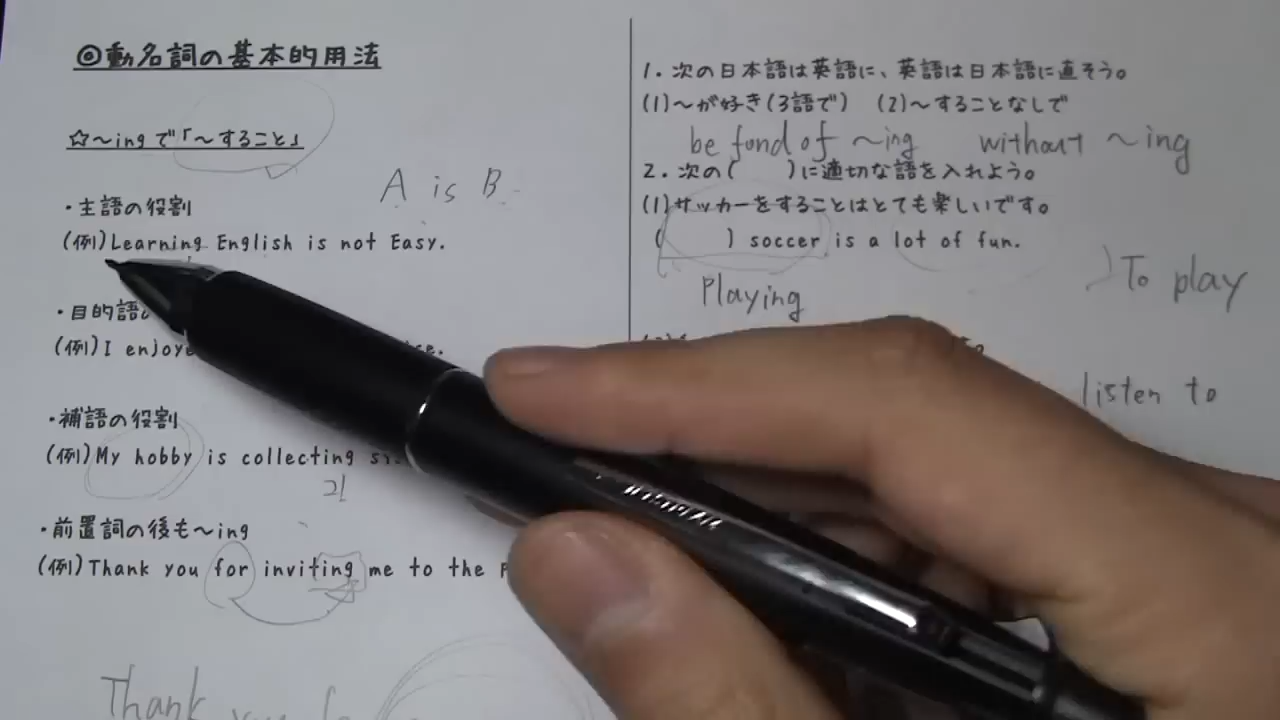 ◎動名詞の基本的用法
☆～ingで「～すること」
A is B
・主語の役割
(例)Learning English is not Easy.
・目的語
(例)I enjoye
・補語の役割
(例)My hobby is collecting
・前置詞の後も～ing
(例)Thank you for inviting me to the
Thank
1. 次の日本語は英語に、英語は日本語に直そう。
(1)～が好き(3語で) (2)～することなしで
be fond of ～ing without ～ing
2. 次の( )に適切な語を入れよう。
(1)サッカーをすることはとても楽しいです。
( ) soccer is a lot of fun.
Playing
To play
listen to